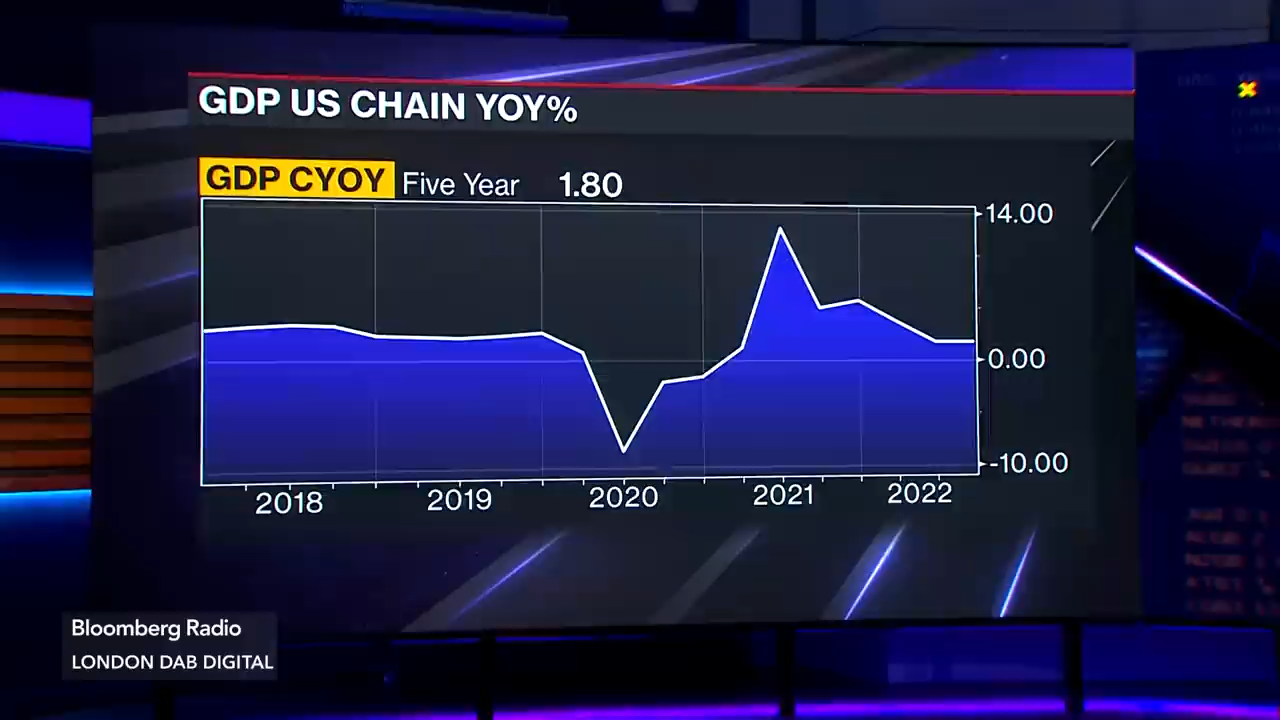 GDP US CHAIN YOY%
GDP CYOY Five Year 1.80
14.00
0.00
-10.00
2018 2019 2020 2021 2022
Bloomberg Radio
LONDON DAB DIGITAL